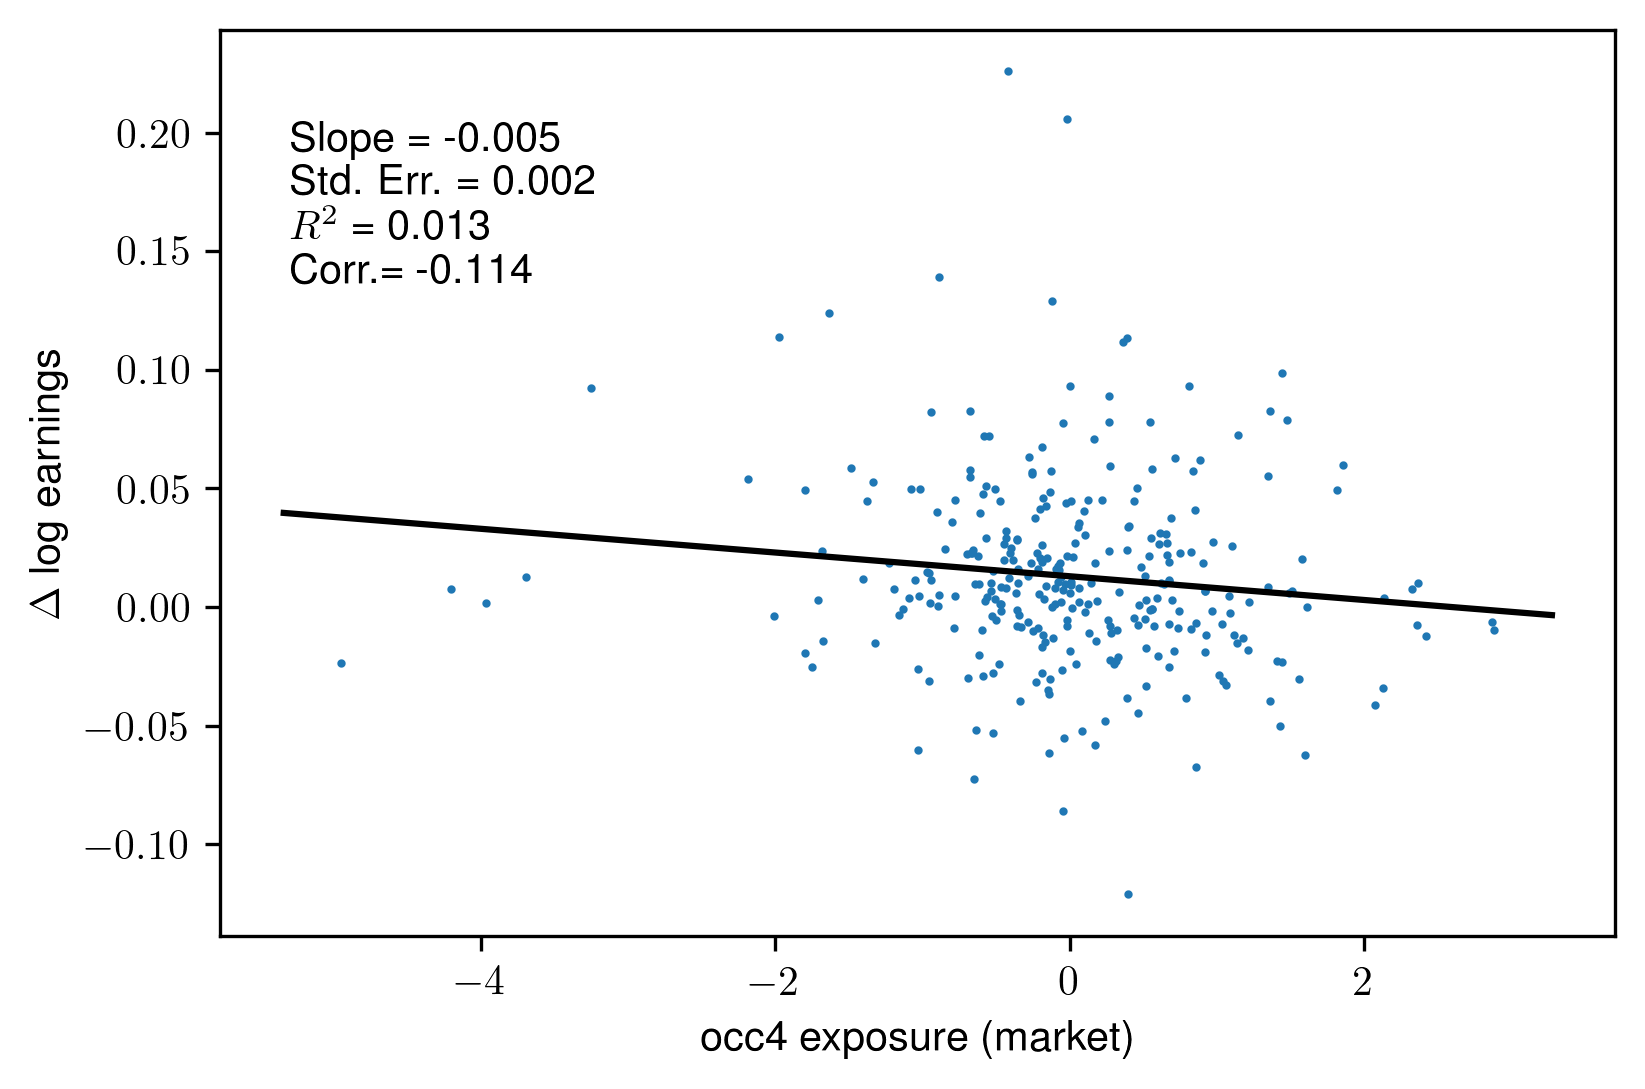 Slope = -0.005
Std. Err. = 0.002
R² = 0.013
Corr.= -0.114
Δ log earnings
0.20
0.15
0.10
0.05
0.00
−0.05
−0.10
−4 −2 0 2
occ4 exposure (market)